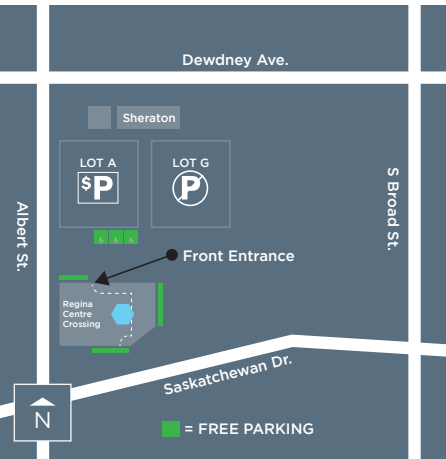 Dewdney Ave.
Sheraton
LOT A
LOT G
$P
P
Albert St.
S Broad St.
Front Entrance
Regina
Centre
Crossing
Saskatchewan Dr.
N
= FREE PARKING